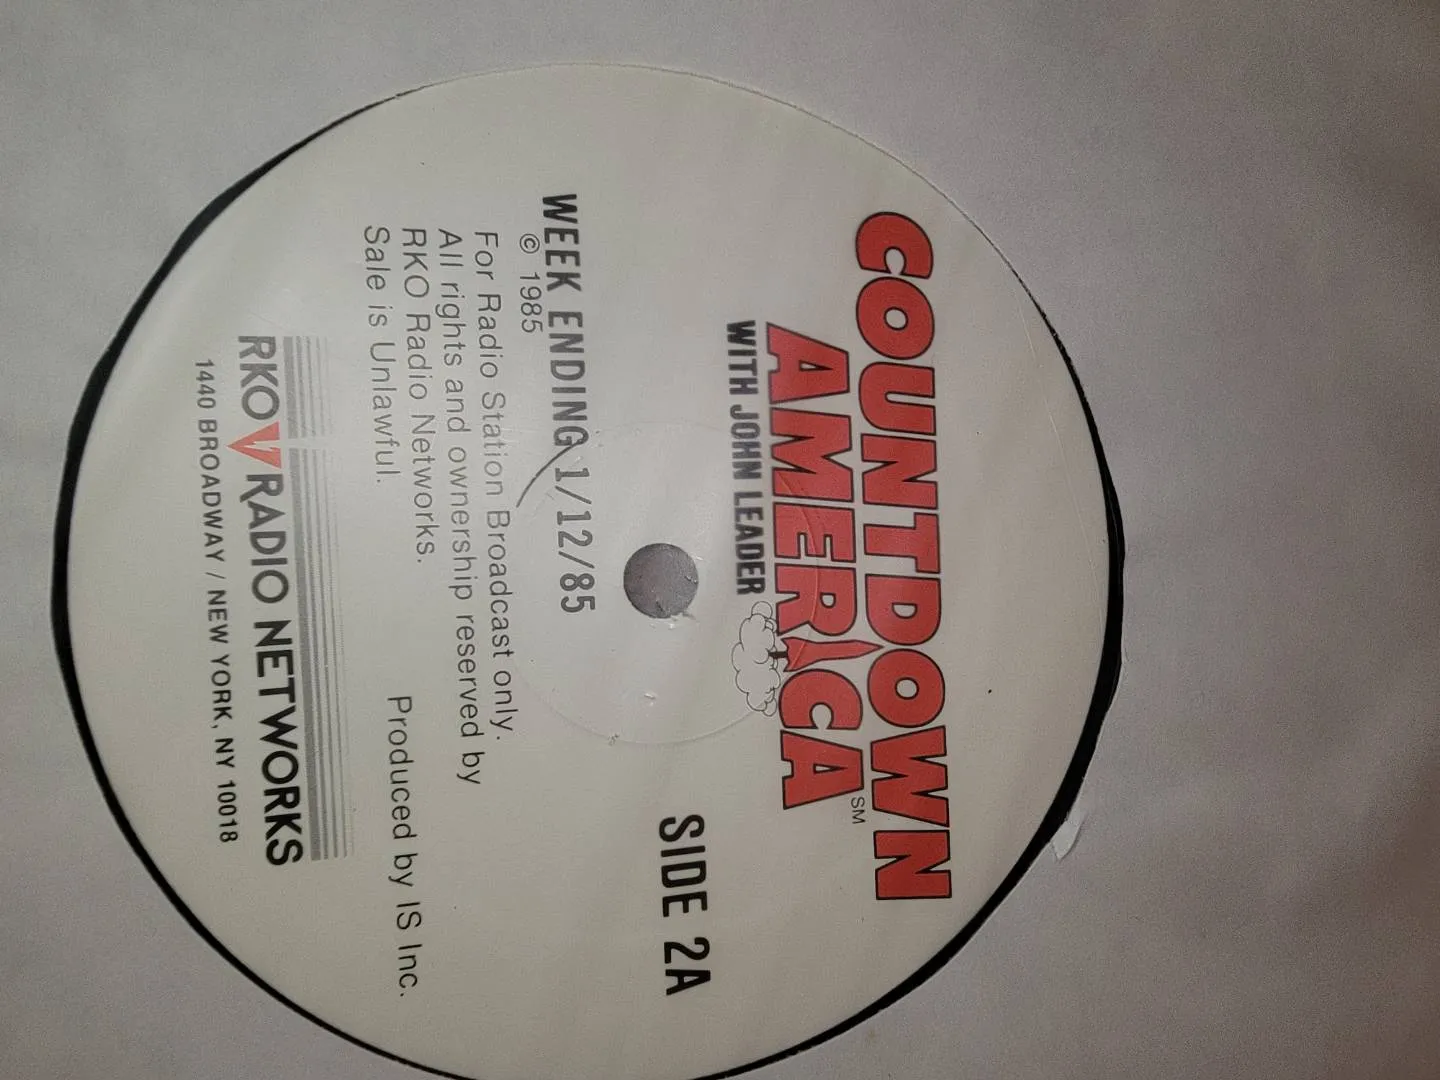 COUNTDOWN
AMERICA SM
WITH JOHN LEADER
SIDE 2A
WEEK ENDING 1/12/85
© 1985
For Radio Station Broadcast only.
All rights and ownership reserved by
RKO Radio Networks.
Sale is Unlawful.
Produced by IS Inc.
RKO RADIO NETWORKS
1440 BROADWAY / NEW YORK, NY 10018